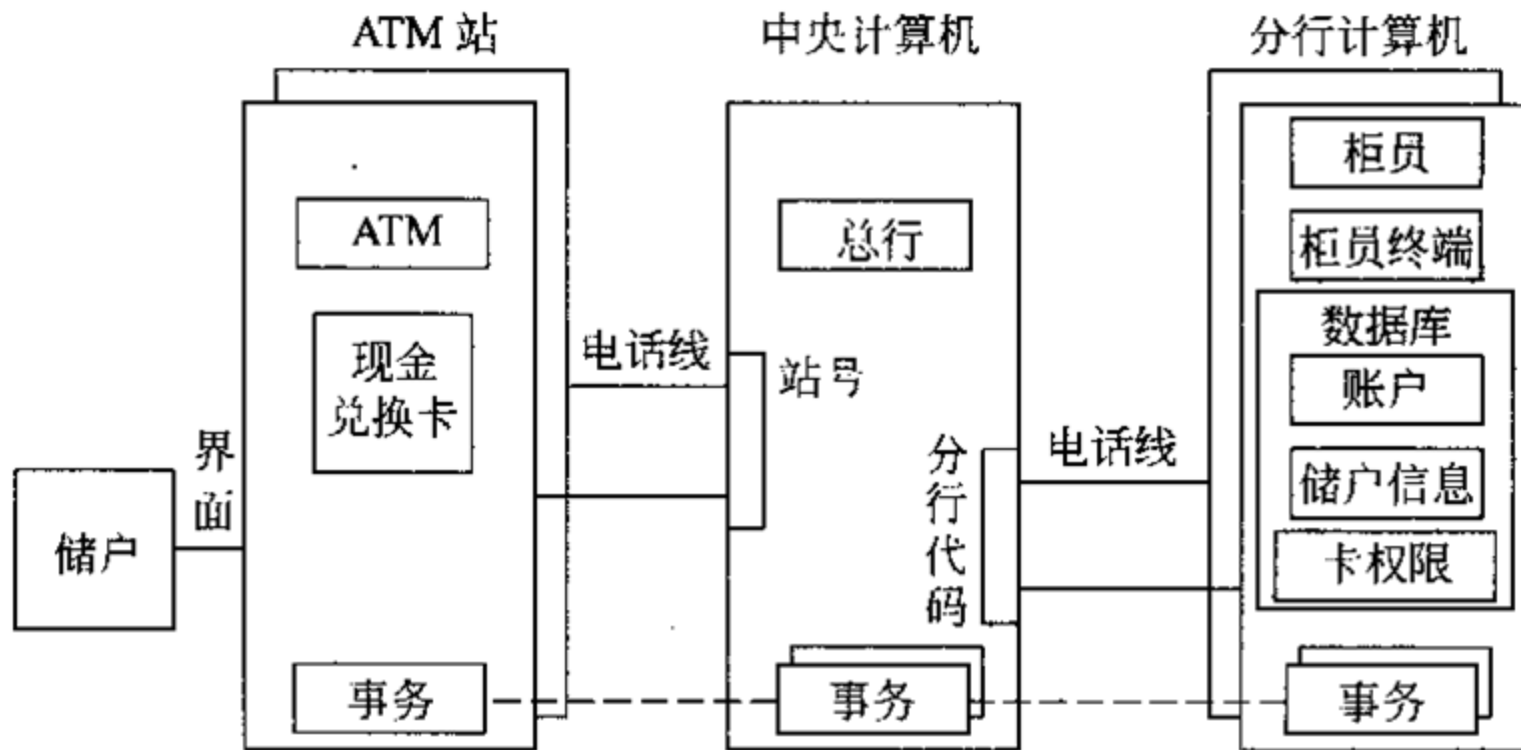 ATM 站
中央计算机
分行计算机
柜员
ATM
总行
柜员终端
数据库
现金
兑换卡
电话线
站号
账户
界面
分行代码
电话线
储户信息
储户
卡权限
事务
事务
事务